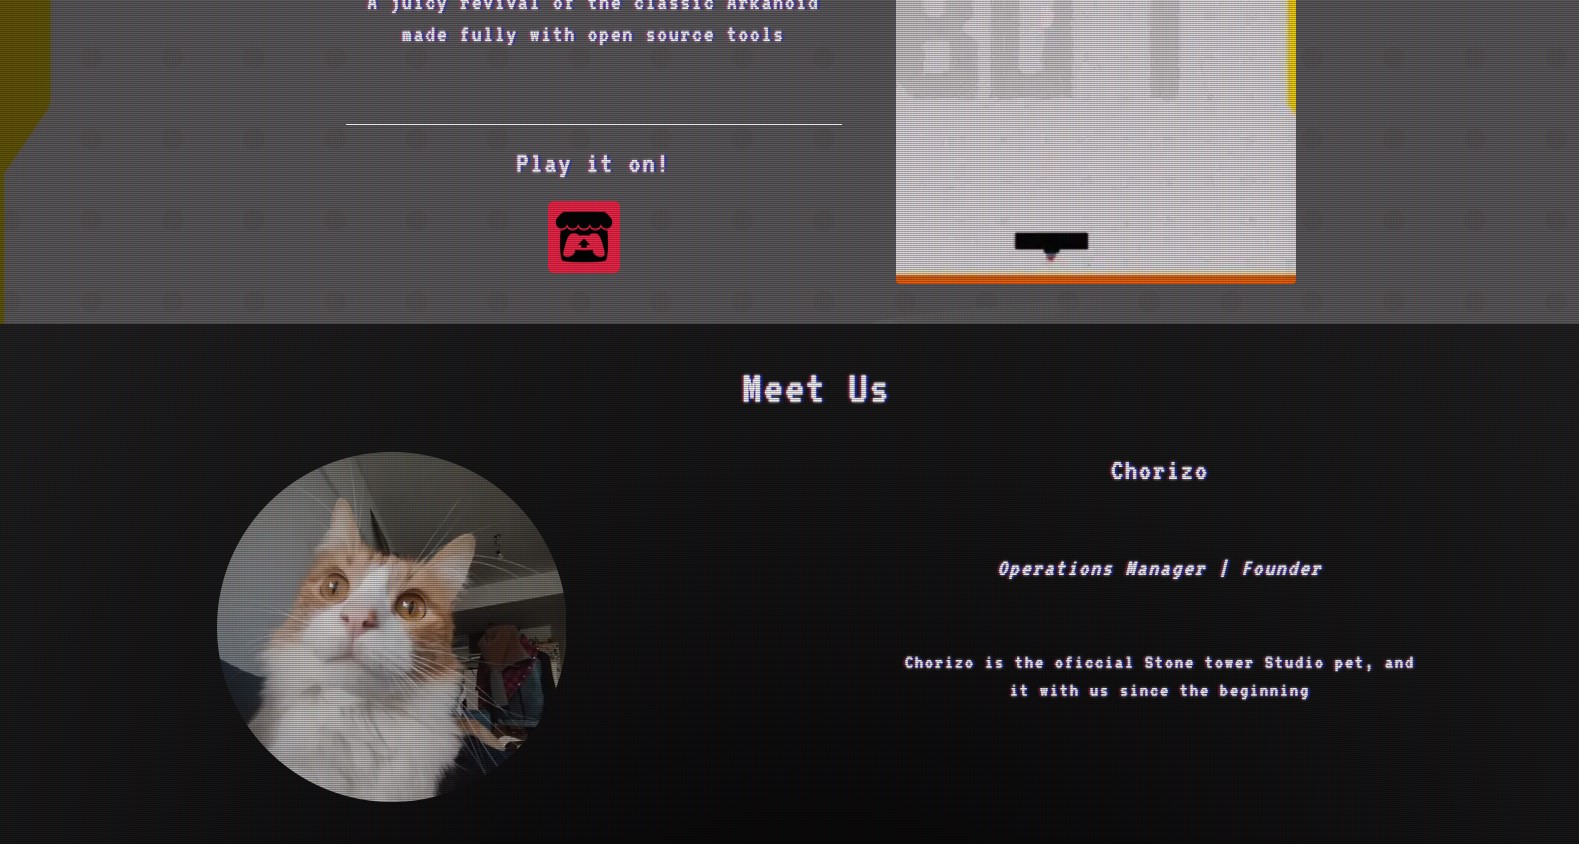 A juicy revival of the classic Arkanoid
made fully with open source tools
Play it on!
Meet Us
Chorizo
Operations Manager | Founder
Chorizo is the oficcial Stone tower Studio pet, and
it with us since the beginning